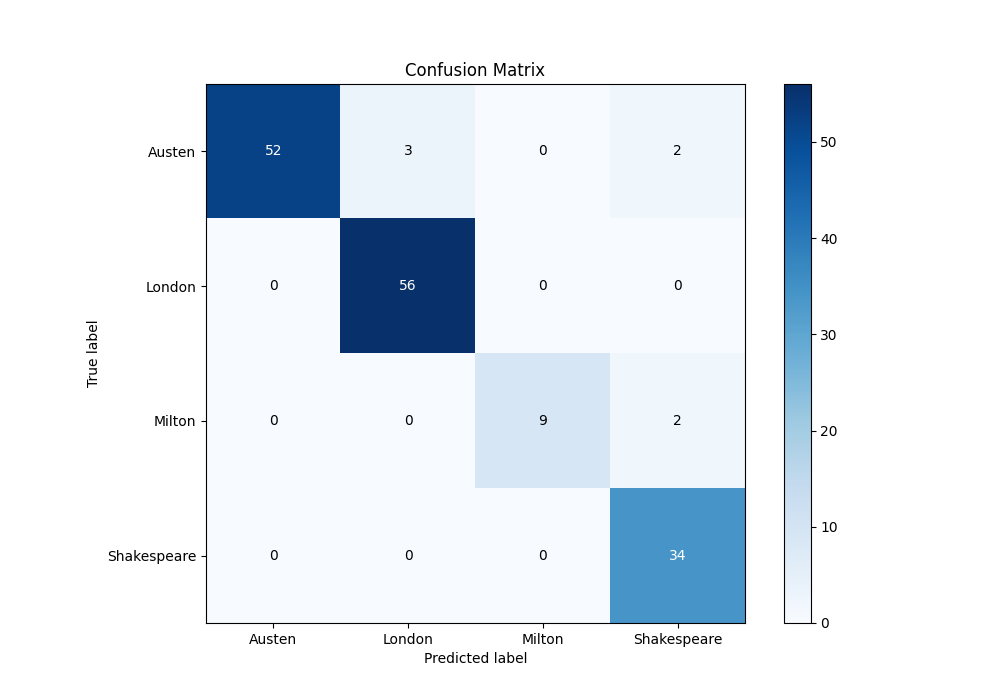 Confusion Matrix
True label
Austen 52 3 0 2
London 0 56 0 0
Milton 0 0 9 2
Shakespeare 0 0 0 34
Austen London Milton Shakespeare
Predicted label
50
40
30
20
10
0